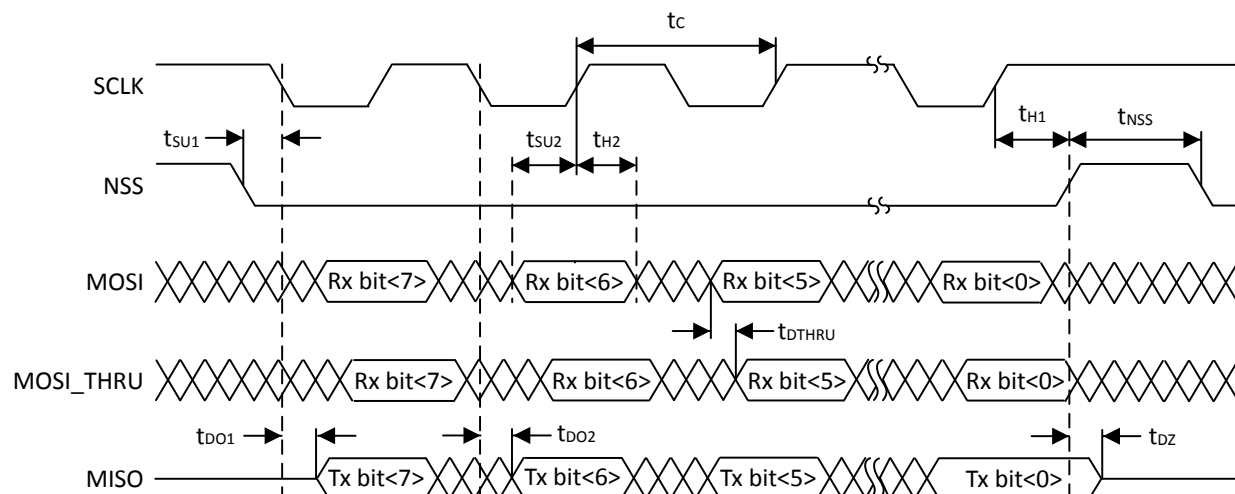 tC
SCLK
tSU1
tSU2
tH2
tH1
tNSS
NSS
MOSI
Rx bit<7>
Rx bit<6>
Rx bit<5>
Rx bit<0>
tDTHRU
MOSI_THRU
Rx bit<7>
Rx bit<6>
Rx bit<5>
Rx bit<0>
tDO1
tDO2
tDZ
MISO
Tx bit<7>
Tx bit<6>
Tx bit<5>
Tx bit<0>